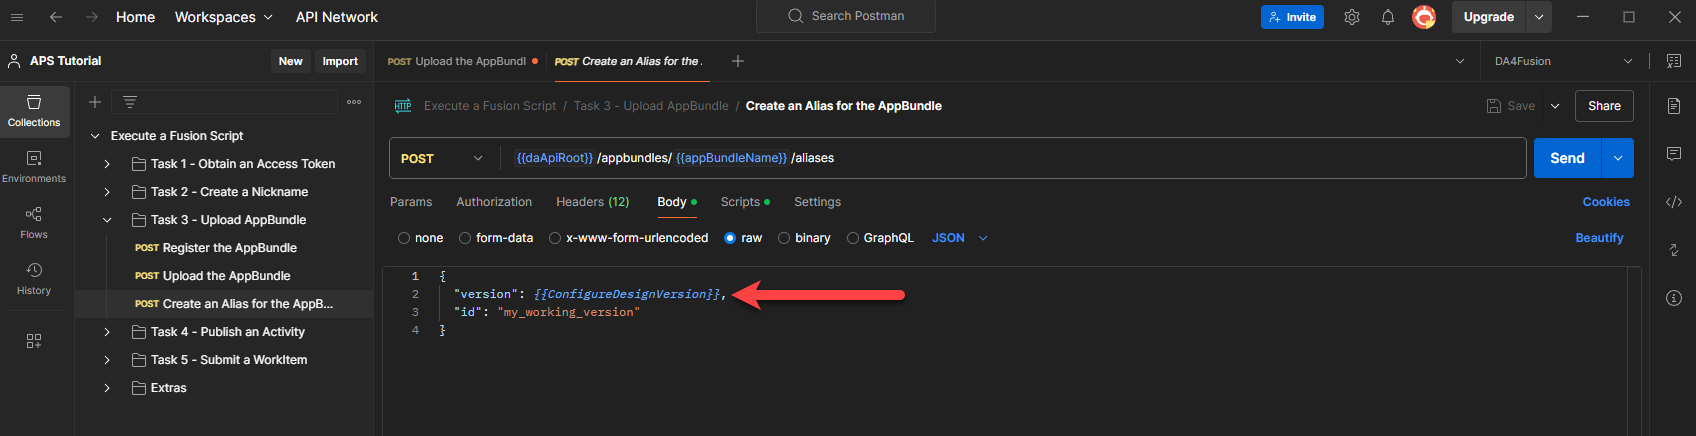 Home Workspaces API Network Search Postman Invite Upgrade
APS Tutorial New Import POST Upload the AppBundl POST Create an Alias for the . DA4Fusion
Collections
Environments
Flows
History
Execute a Fusion Script
Task 1 - Obtain an Access Token
Task 2 - Create a Nickname
Task 3 - Upload AppBundle
POST Register the AppBundle
POST Upload the AppBundle
POST Create an Alias for the AppB...
Task 4 - Publish an Activity
Task 5 - Submit a WorkItem
Extras
HTTP Execute a Fusion Script / Task 3 - Upload AppBundle / Create an Alias for the AppBundle Save Share
POST {{daApiRoot}} /appbundles/ {{appBundleName}} /aliases Send
Params Authorization Headers (12) Body Scripts Settings Cookies
none form-data x-www-form-urlencoded raw binary GraphQL JSON Beautify
1 {
2 "version": {{ConfigureDesignVersion}},
3 "id": "my_working_version"
4 }